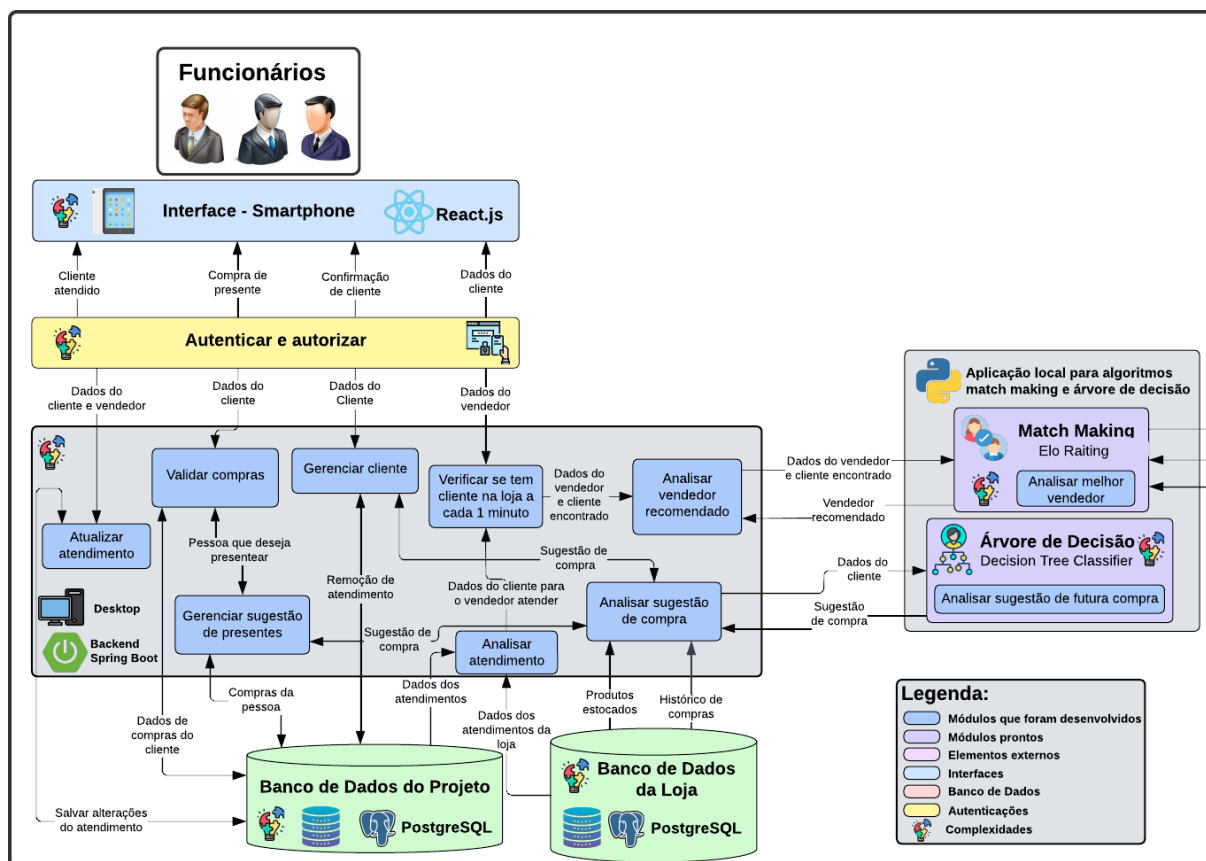 Funcionários
Interface - Smartphone
React.js
Cliente
atendido
Compra de
presente
Confirmação
de cliente
Dados do
cliente
Autenticar e autorizar
Dados do
cliente e vendedor
Dados do
cliente
Dados do
Cliente
Dados do
vendedor
Aplicação local para algoritmos
match making e árvore de decisão
Match Making
Elo Raiting
Analisar melhor
vendedor
Validar compras
Gerenciar cliente
Verificar se tem
cliente na loja a
cada 1 minuto
Dados do
vendedor
e cliente
encontrado
Analisar
vendedor
recomendado
Dados do vendedor
e cliente encontrado
Vendedor
recomendado
Atualizar
atendimento
Pessoa que deseja
presentear
Remoção de
atendimento
Sugestão de
compra
Dados do cliente para
o vendedor atender
Árvore de Decisão
Decision Tree Classifier
Analisar sugestão de futura compra
Dados do
cliente
Sugestão
de compra
Desktop
Backend
Spring Boot
Gerenciar sugestão
de presentes
Sugestão de
compra
Analisar
atendimento
Analisar sugestão
de compra
Compras da
pessoa
Dados dos
atendimentos
Dados dos
atendimentos da
loja
Produtos
estocados
Histórico de
compras
Dados de
compras do
cliente
Salvar alterações
do atendimento
Banco de Dados do Projeto
PostgreSQL
Banco de Dados
da Loja
PostgreSQL
Legenda:
Módulos que foram desenvolvidos
Módulos prontos
Elementos externos
Interfaces
Banco de Dados
Autenticações
Complexidades